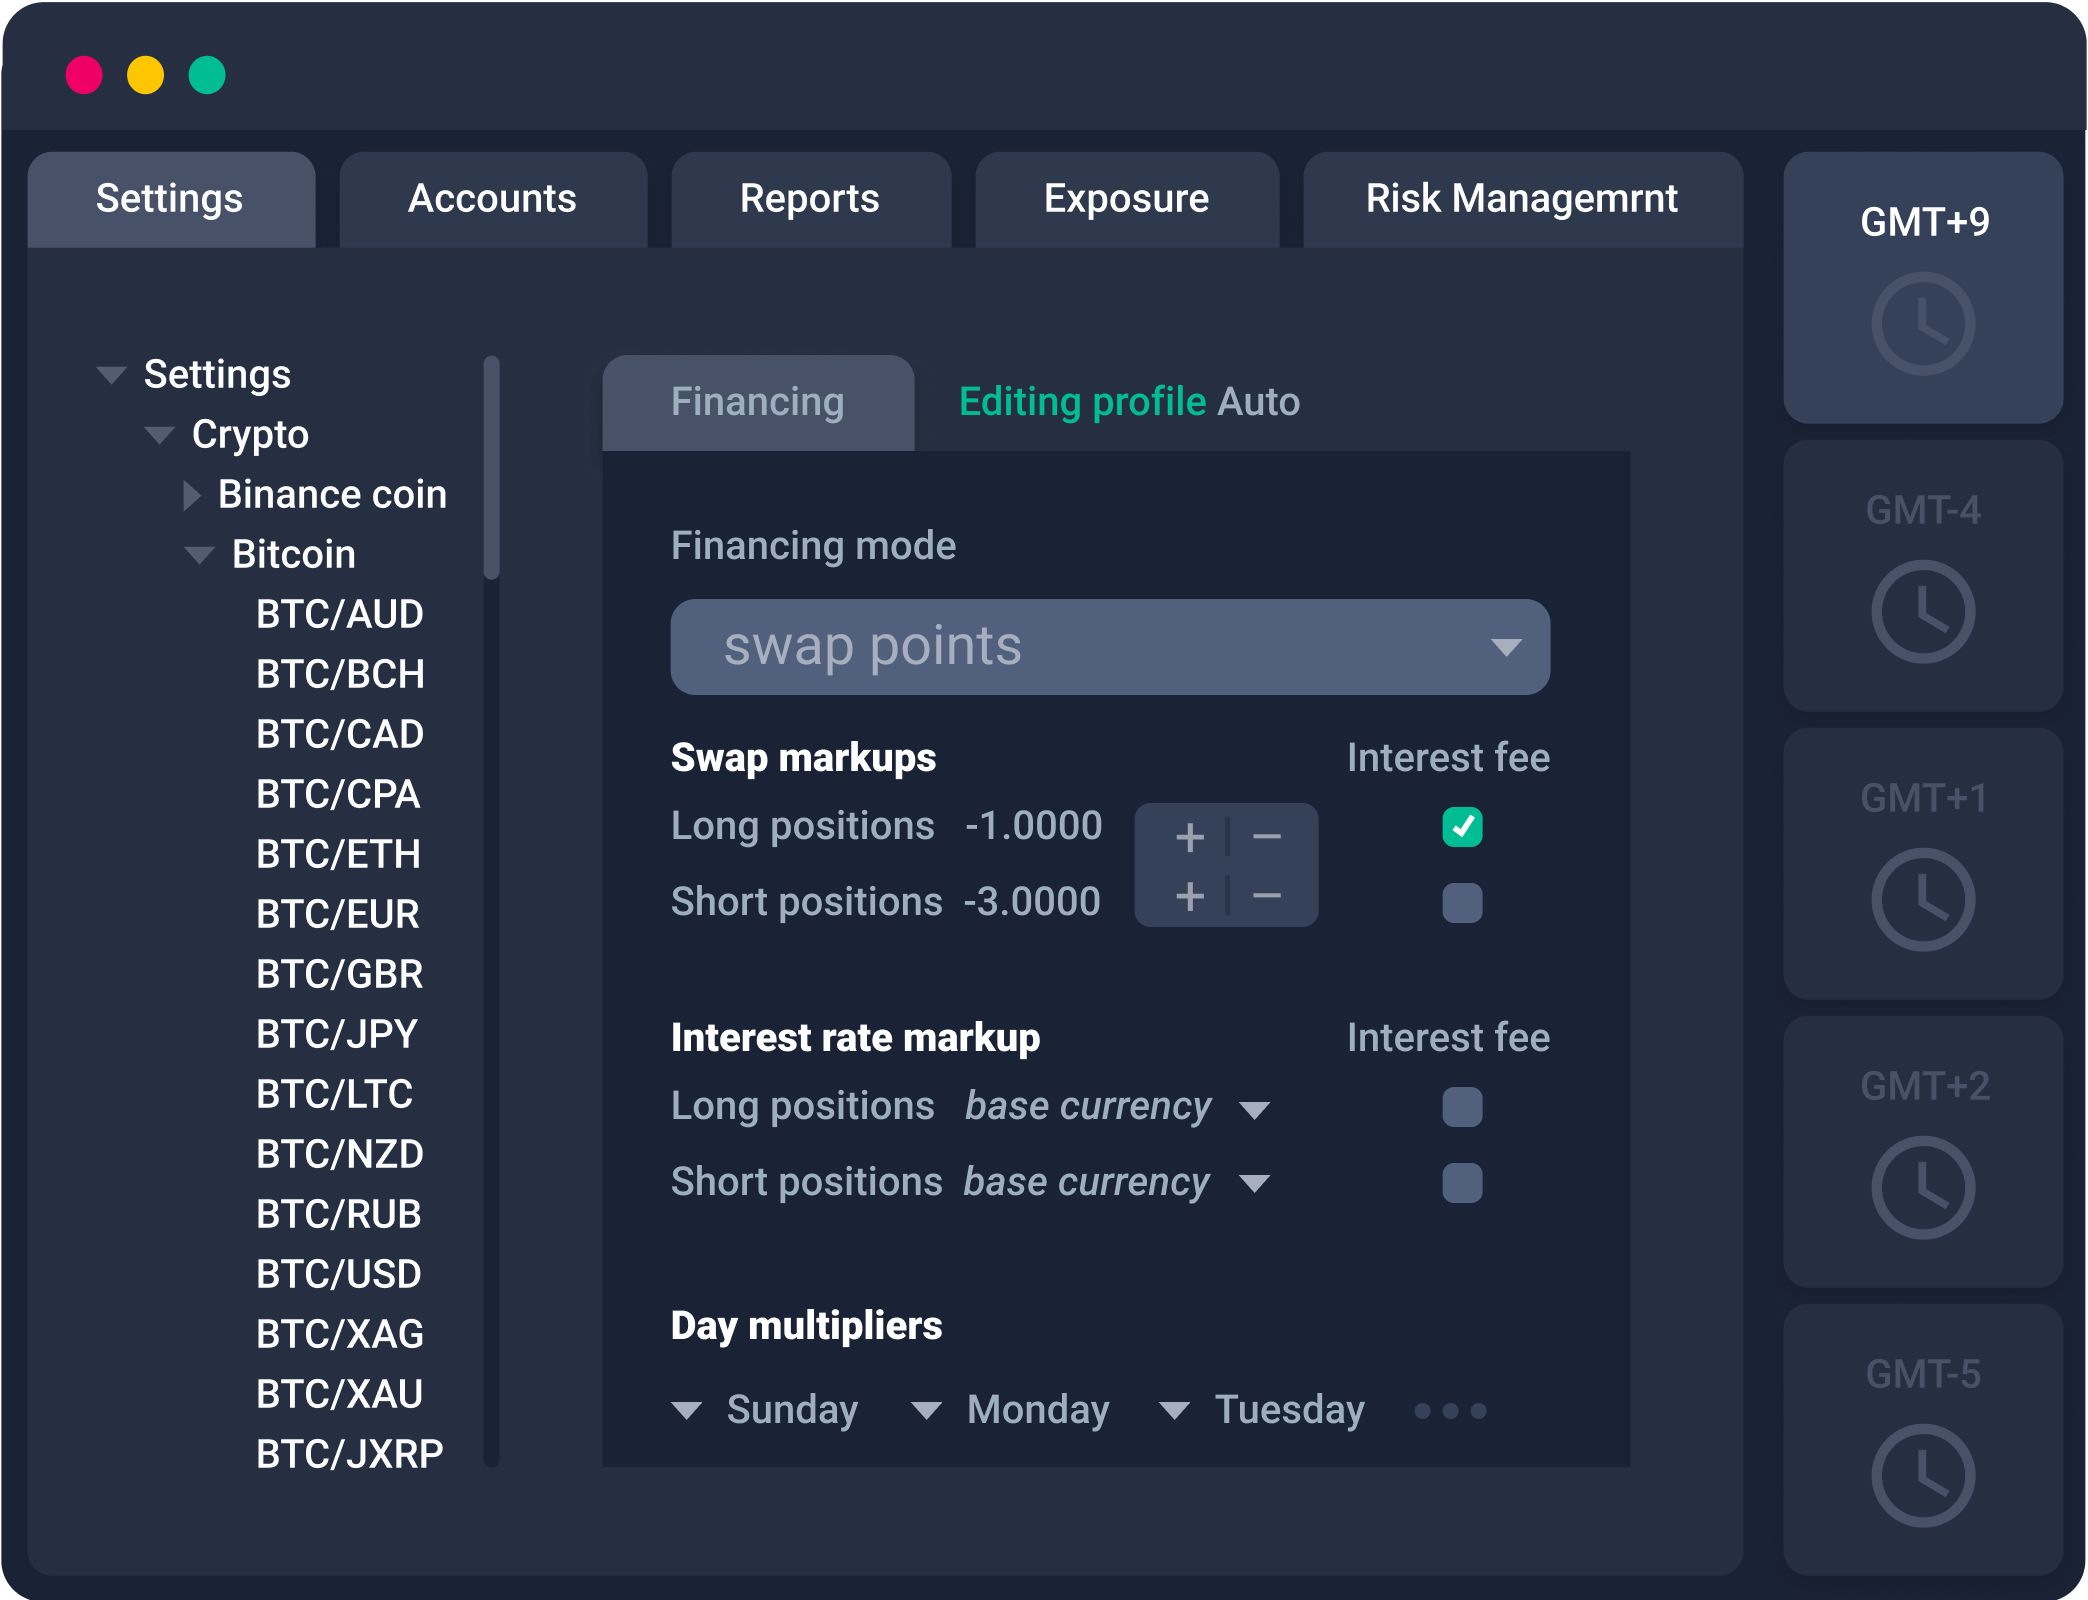 Settings
Accounts
Reports
Exposure
Risk Managemrnt
Settings
Crypto
Binance coin
Bitcoin
BTC/AUD
BTC/BCH
BTC/CAD
BTC/CPA
BTC/ETH
BTC/EUR
BTC/GBR
BTC/JPY
BTC/LTC
BTC/NZD
BTC/RUB
BTC/USD
BTC/XAG
BTC/XAU
BTC/JXRP
Financing
Editing profile Auto
Financing mode
swap points
Swap markups Interest fee
Long positions -1.0000 + −
Short positions -3.0000 + −
Interest rate markup Interest fee
Long positions base currency
Short positions base currency
Day multipliers
Sunday Monday Tuesday
GMT+9
GMT-4
GMT+1
GMT+2
GMT-5